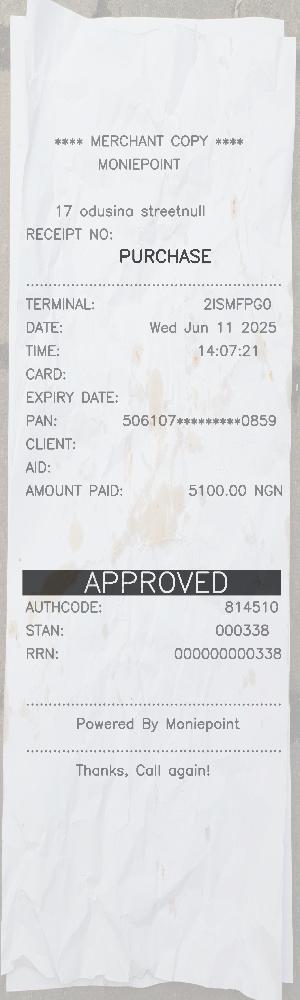 **** MERCHANT COPY ****
MONIEPOINT
17 odusina streetnull
RECEIPT NO:
PURCHASE
TERMINAL: 2ISMFPG0
DATE: Wed Jun 11 2025
TIME: 14:07:21
CARD:
EXPIRY DATE:
PAN: 506107*********0859
CLIENT:
AID:
AMOUNT PAID: 5100.00 NGN
APPROVED
AUTHCODE: 814510
STAN: 000338
RRN: 000000000338
Powered By Moniepoint
Thanks, Call again!